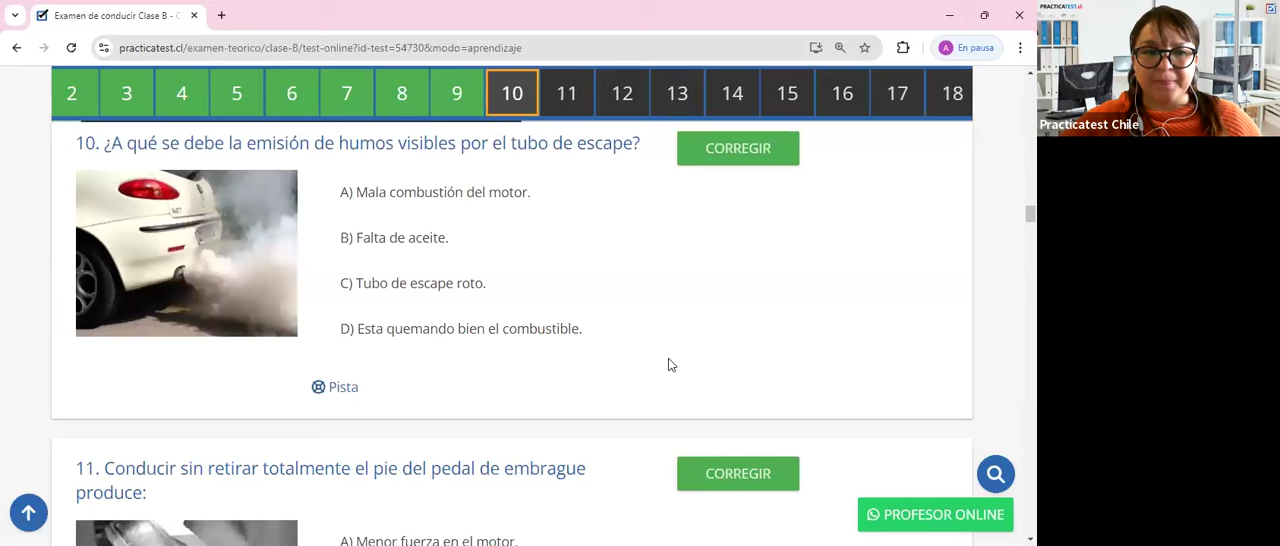 Examen de conducir Clase B - C
practicatest.cl/examen-teorico/clase-B/test-online?id-test=54730&modo=aprendizaje
A
En pausa
PRACTICATEST.cl
Practicatest Chile
2 3 4 5 6 7 8 9 10 11 12 13 14 15 16 17 18
10. ¿A qué se debe la emisión de humos visibles por el tubo de escape?
CORREGIR
A) Mala combustión del motor.
B) Falta de aceite.
C) Tubo de escape roto.
D) Esta quemando bien el combustible.
Pista
11. Conducir sin retirar totalmente el pie del pedal de embrague
produce:
CORREGIR
A) Menor fuerza en el motor.
PROFESOR ONLINE